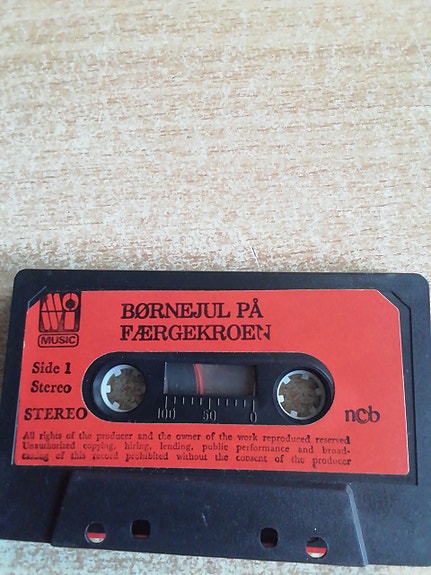 MUSIC
BØRNEJUL PÅ
FÆRGEKROEN
Side 1
Stereo
STEREO
100 50 0
ncb
All rights of the producer and the owner of the work reproduced reserved
Unauthorized copying, hiring, lending, public performance and broad-
casting of this record prohibited without the consent of the producer